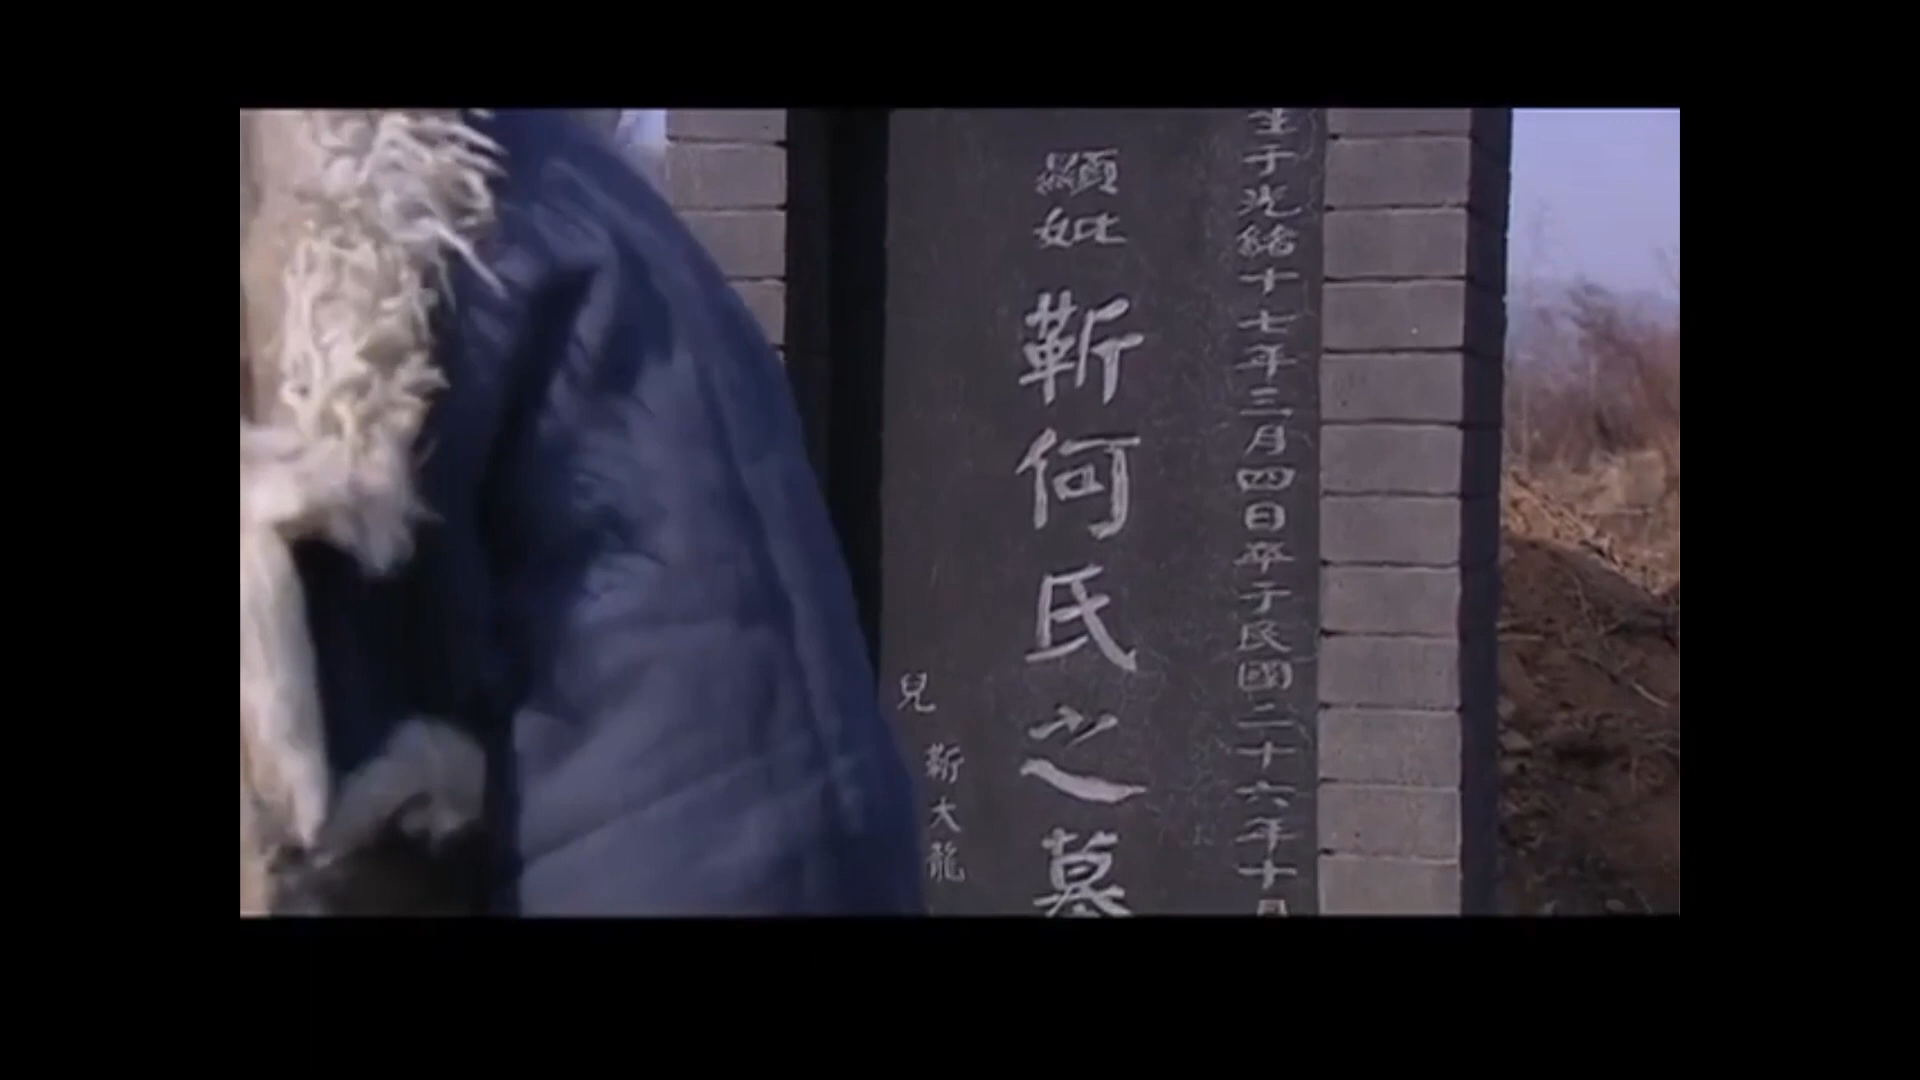 生于光緒十七年三月四日卒于民國二十六年十月
顯妣
靳何氏之墓
兒
靳大龍